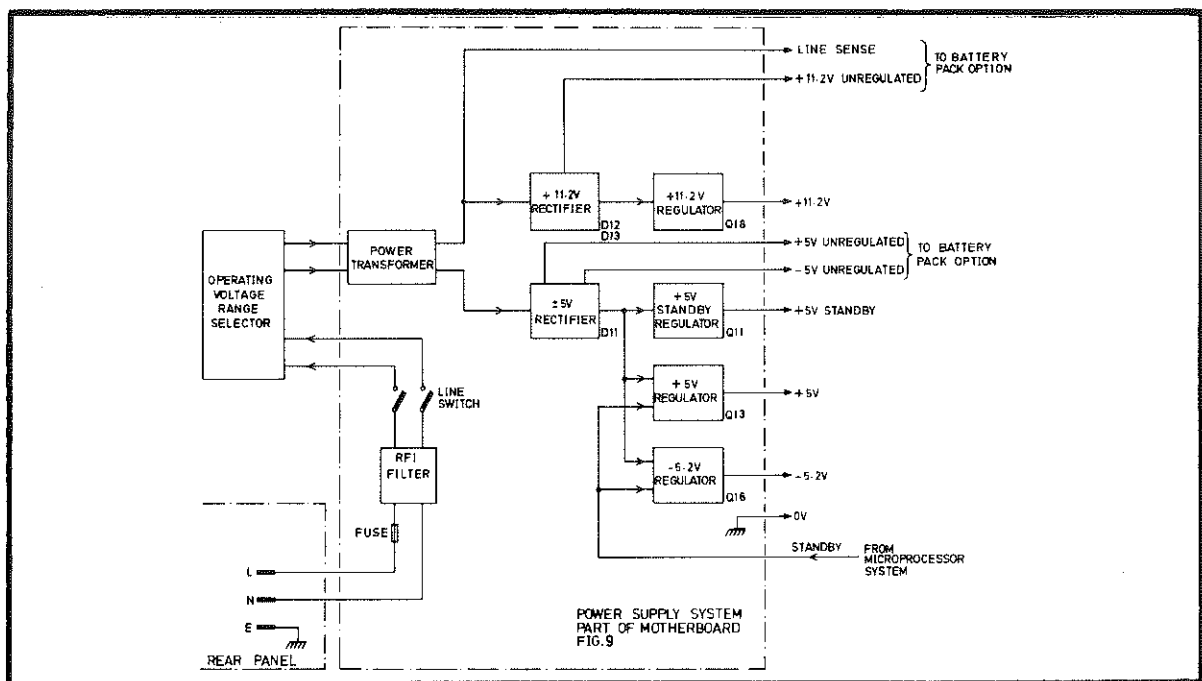 LINE SENSE
TO BATTERY
PACK OPTION
+11·2V UNREGULATED
+11·2V
RECTIFIER
D12
D13
+11·2V
REGULATOR
Q18
+11·2V
+5V UNREGULATED
-5V UNREGULATED
TO BATTERY
PACK OPTION
OPERATING
VOLTAGE
RANGE
SELECTOR
POWER
TRANSFORMER
±5V
RECTIFIER
D11
+5V
STANDBY
REGULATOR
Q11
+5V STANDBY
LINE
SWITCH
+5V
REGULATOR
Q13
+5V
RFI
FILTER
-5·2V
REGULATOR
Q16
-5·2V
FUSE
0V
STANDBY
FROM
MICROPROCESSOR
SYSTEM
L
N
E
REAR PANEL
POWER SUPPLY SYSTEM
PART OF MOTHERBOARD
FIG.9